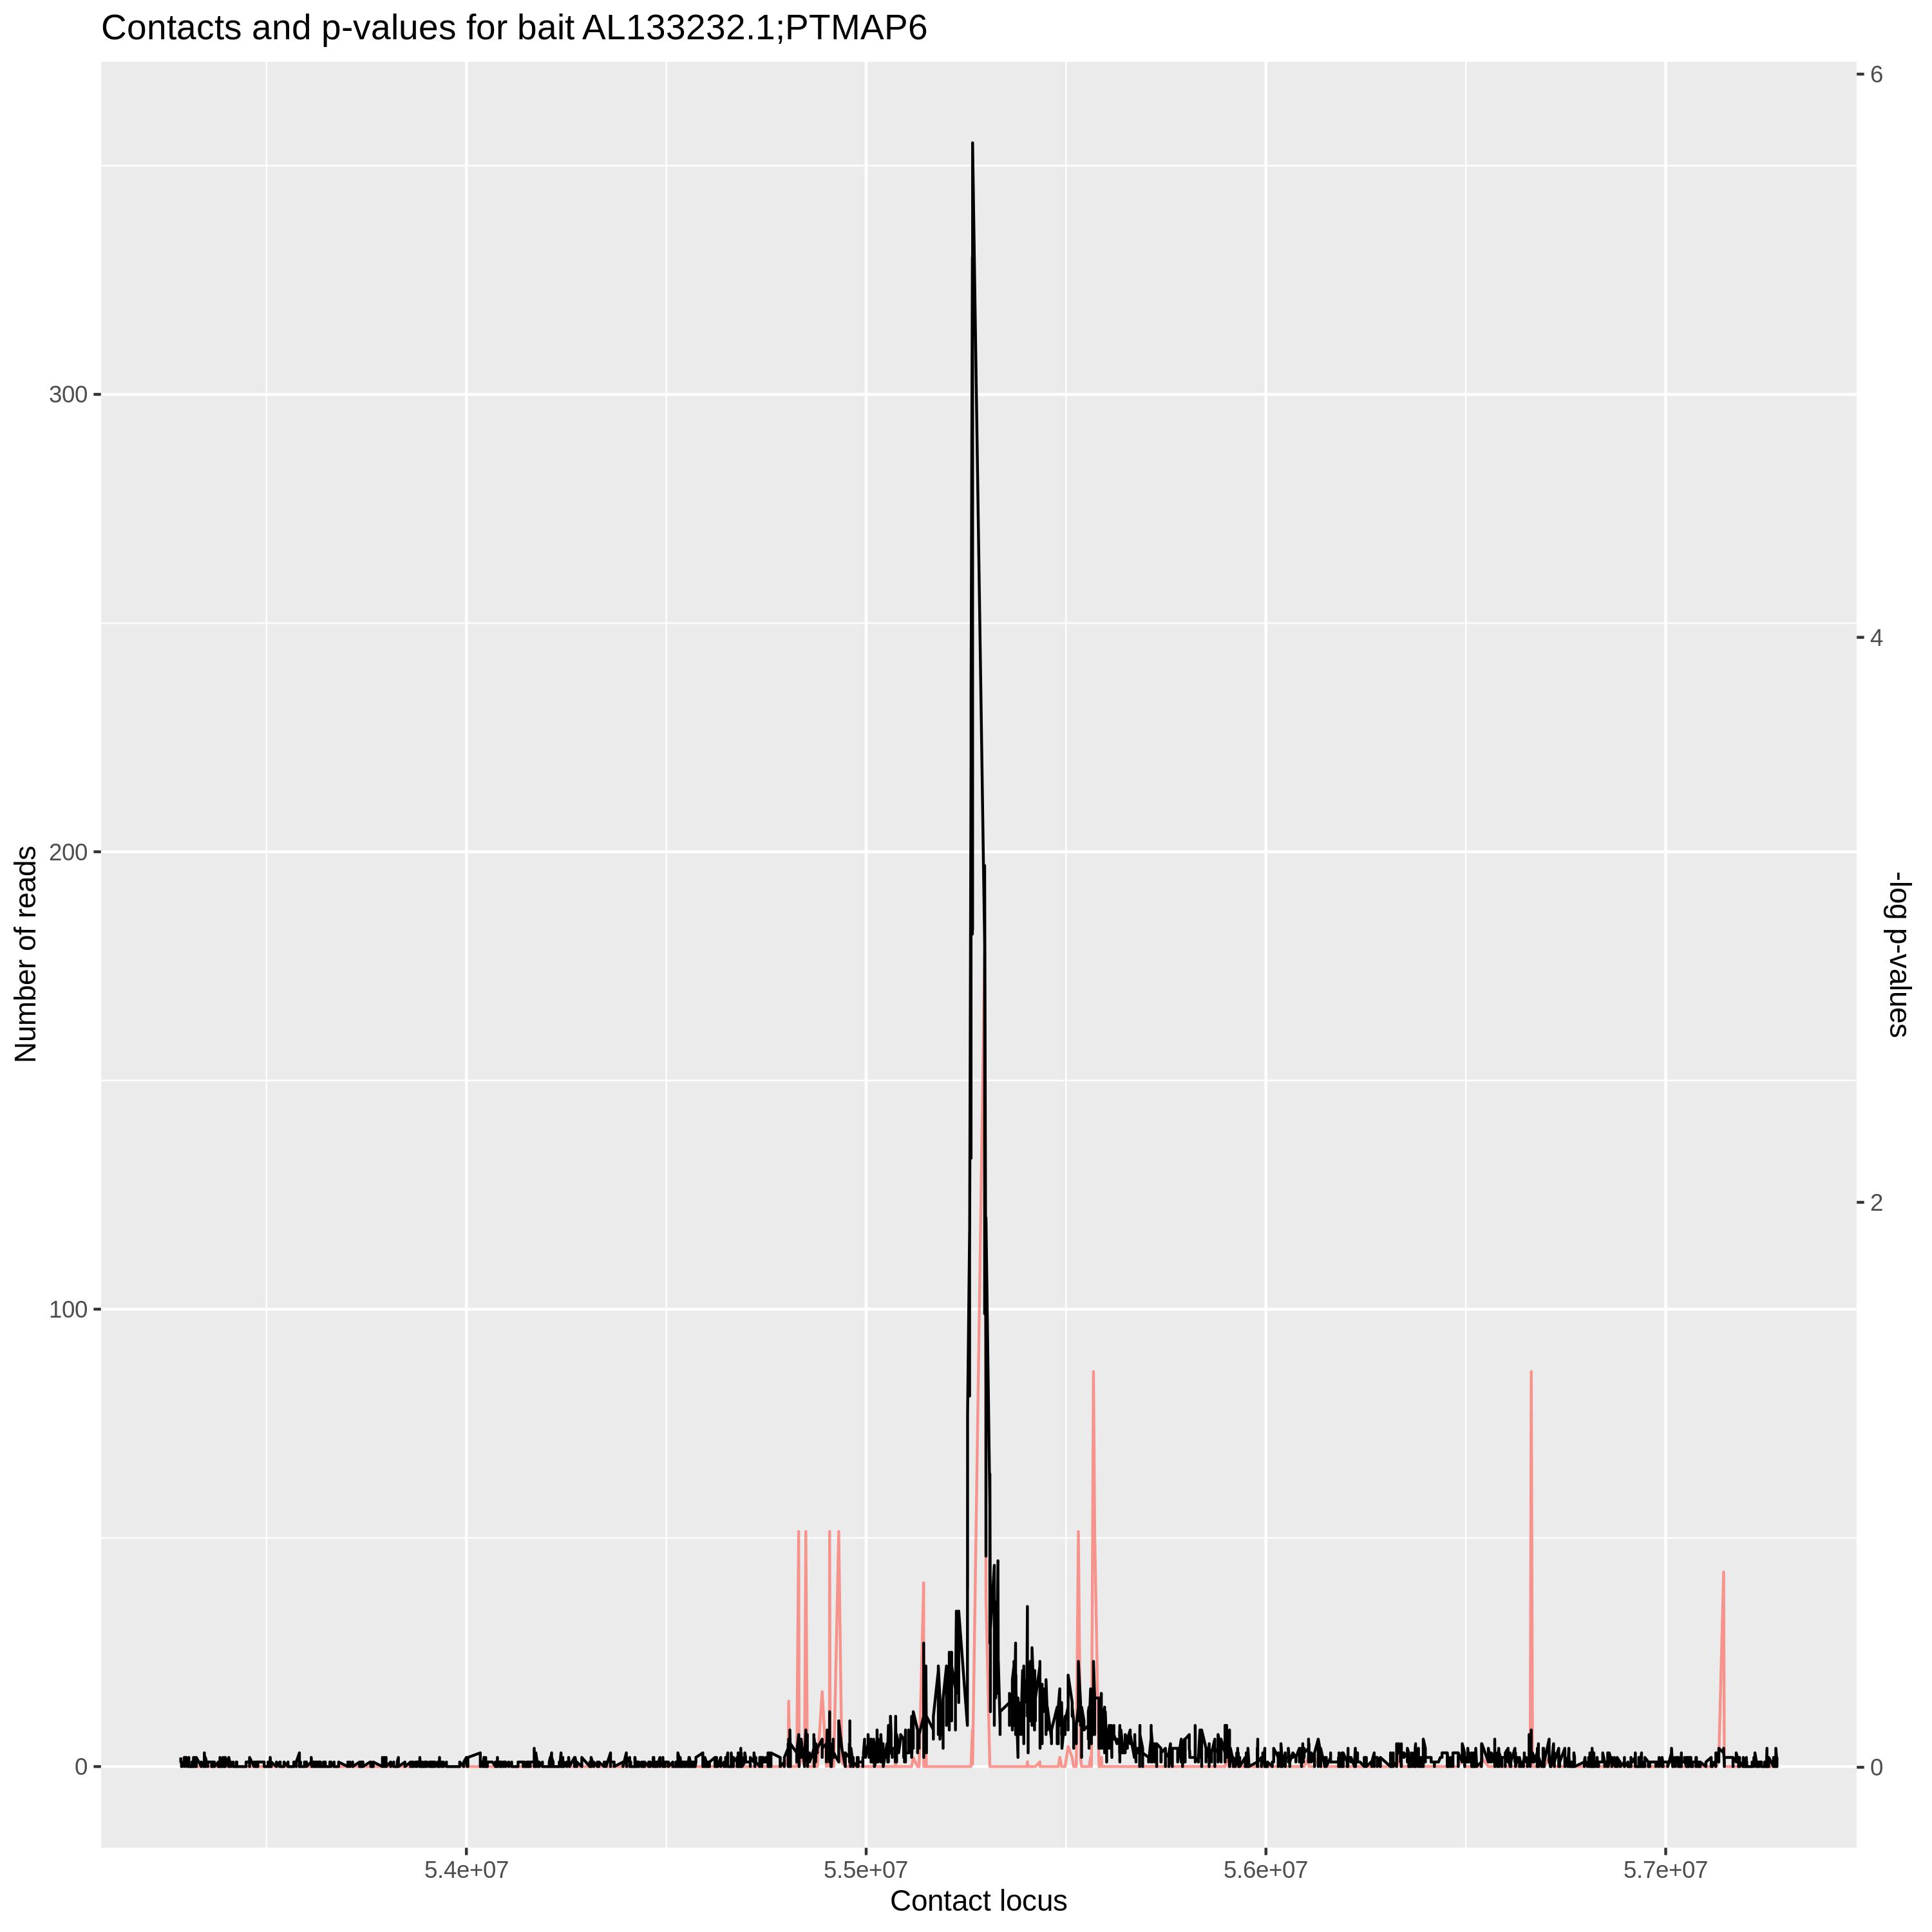 Contacts and p-values for bait AL133232.1;PTMAP6
6
300
4
200
Number of reads
-log p-values
2
100
0
0
5.4e+07
5.5e+07
5.6e+07
5.7e+07
Contact locus